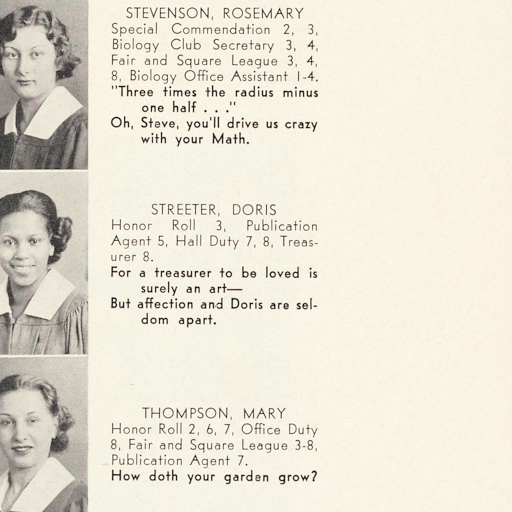 STEVENSON, ROSEMARY
Special Commendation 2, 3,
Biology Club Secretary 3, 4,
Fair and Square League 3, 4,
8, Biology Office Assistant 1-4.
"Three times the radius minus
one half . . ."
Oh, Steve, you'll drive us crazy
with your Math.
STREETER, DORIS
Honor Roll 3, Publication
Agent 5, Hall Duty 7, 8, Treas-
urer 8.
For a treasurer to be loved is
surely an art—
But affection and Doris are sel-
dom apart.
THOMPSON, MARY
Honor Roll 2, 6, 7, Office Duty
8, Fair and Square League 3-8,
Publication Agent 7.
How doth your garden grow?